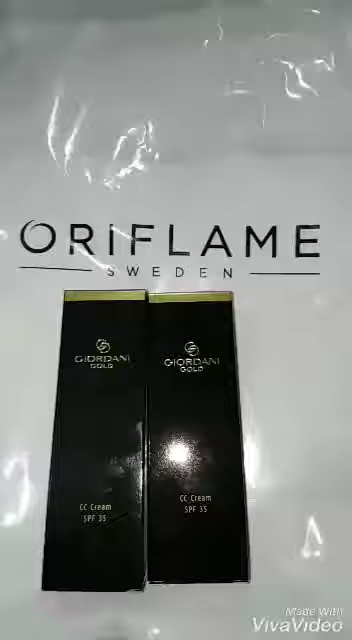 ORIFLAME
SWEDEN
GIORDANI
GOLD
CC Cream
SPF 35
GIORDANI
GOLD
CC Cream
SPF 35
Made With
VivaVideo